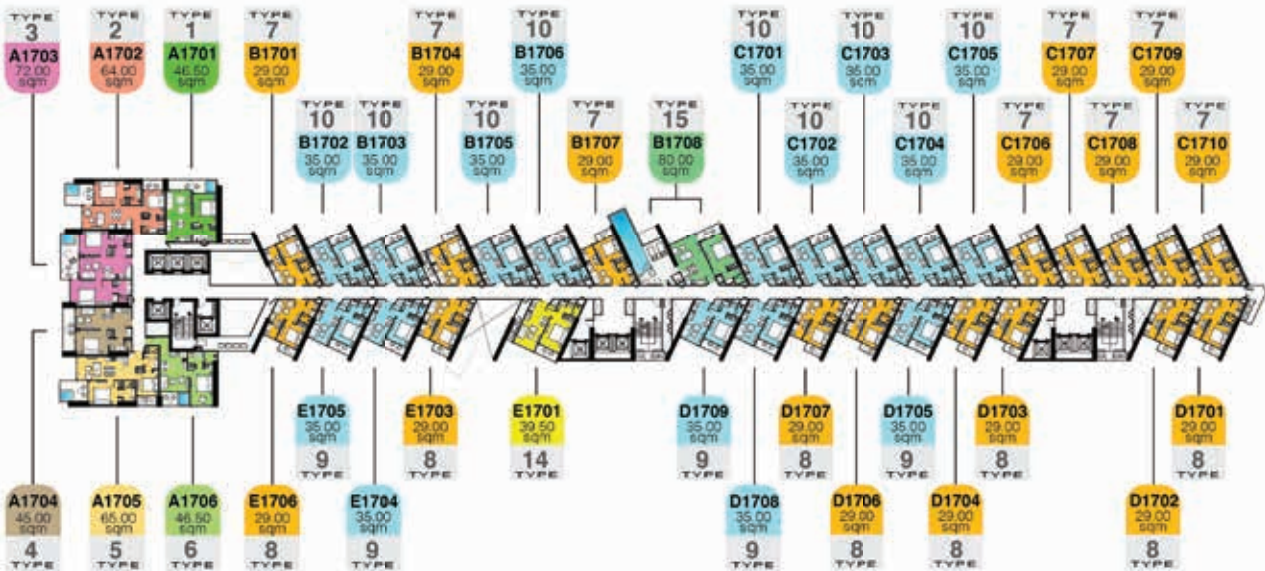 TYPE
3
A1703
72.00
sqm
TYPE
2
A1702
64.00
sqm
TYPE
1
A1701
46.50
sqm
TYPE
7
B1701
29.00
sqm
TYPE
7
B1704
29.00
sqm
TYPE
10
B1706
35.00
sqm
TYPE
10
C1701
35.00
sqm
TYPE
10
C1703
35.00
sqm
TYPE
10
C1705
35.00
sqm
TYPE
7
C1707
29.00
sqm
TYPE
7
C1709
29.00
sqm
TYPE
10
B1702
35.00
sqm
TYPE
10
B1703
35.00
sqm
TYPE
10
B1705
35.00
sqm
TYPE
7
B1707
29.00
sqm
TYPE
15
B1708
80.00
sqm
TYPE
10
C1702
35.00
sqm
TYPE
10
C1704
35.00
sqm
TYPE
7
C1706
29.00
sqm
TYPE
7
C1708
29.00
sqm
TYPE
7
C1710
29.00
sqm
E1705
35.00
sqm
9
TYPE
E1703
29.00
sqm
8
TYPE
E1701
39.50
sqm
14
TYPE
D1709
35.00
sqm
9
TYPE
D1707
29.00
sqm
8
TYPE
D1705
35.00
sqm
9
TYPE
D1703
29.00
sqm
8
TYPE
D1701
29.00
sqm
8
TYPE
A1704
45.00
sqm
4
TYPE
A1705
65.00
sqm
5
TYPE
A1706
46.50
sqm
6
TYPE
E1706
29.00
sqm
8
TYPE
E1704
35.00
sqm
9
TYPE
D1708
35.00
sqm
9
TYPE
D1706
29.00
sqm
8
TYPE
D1704
29.00
sqm
8
TYPE
D1702
29.00
sqm
8
TYPE